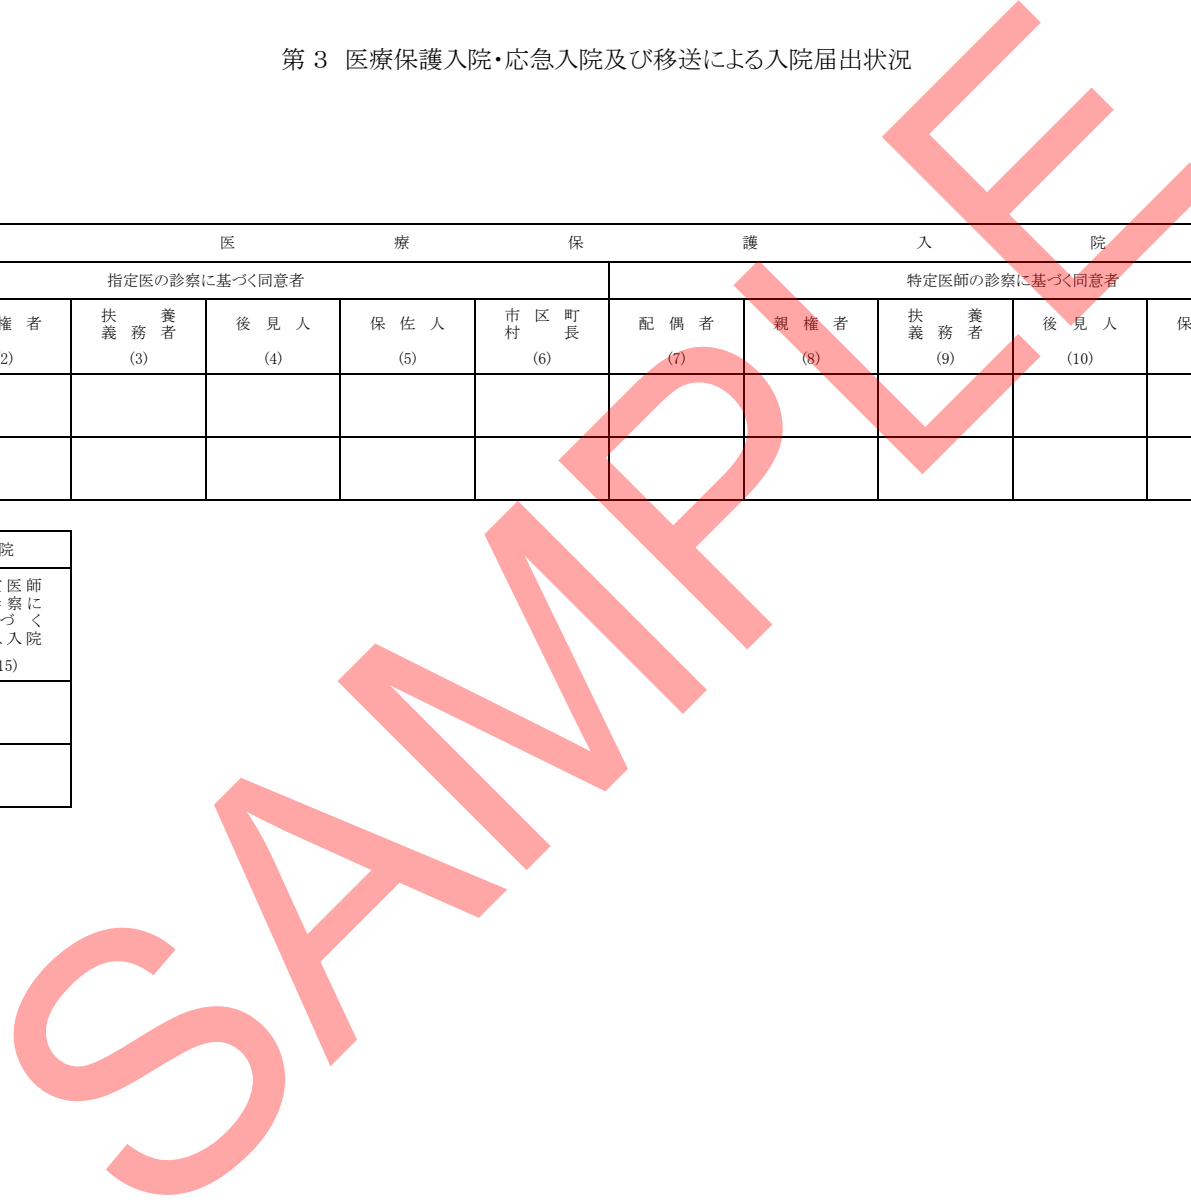 第 3 医療保護入院・応急入院及び移送による入院届出状況
医 療 保 護 入 院
指定医の診察に基づく同意者 特定医師の診察に基づく同意者
権 者 扶 養 後 見 人 保 佐 人 市 区 町 配 偶 者 親 権 者 扶 養 後 見 人 保
義 務 者 村 長 義 務 者
2) (3) (4) (5) (6) (7) (8) (9) (10)
院
医 師
察 に
づ く
入 院
15)
SAMPLE